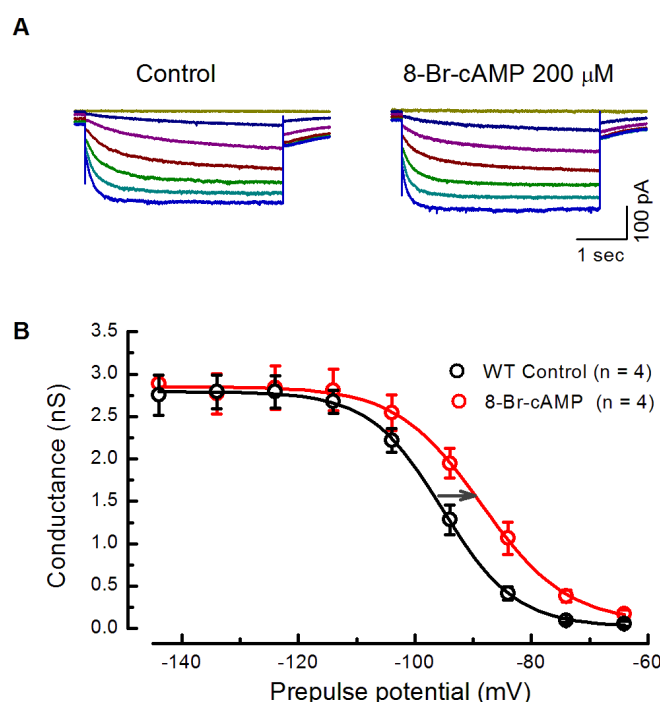 A
Control
8-Br-cAMP 200 μM
100 pA
1 sec
B
Conductance (nS)
3.5
3.0
2.5
2.0
1.5
1.0
0.5
0.0
WT Control (n = 4)
8-Br-cAMP (n = 4)
-140 -120 -100 -80 -60
Prepulse potential (mV)